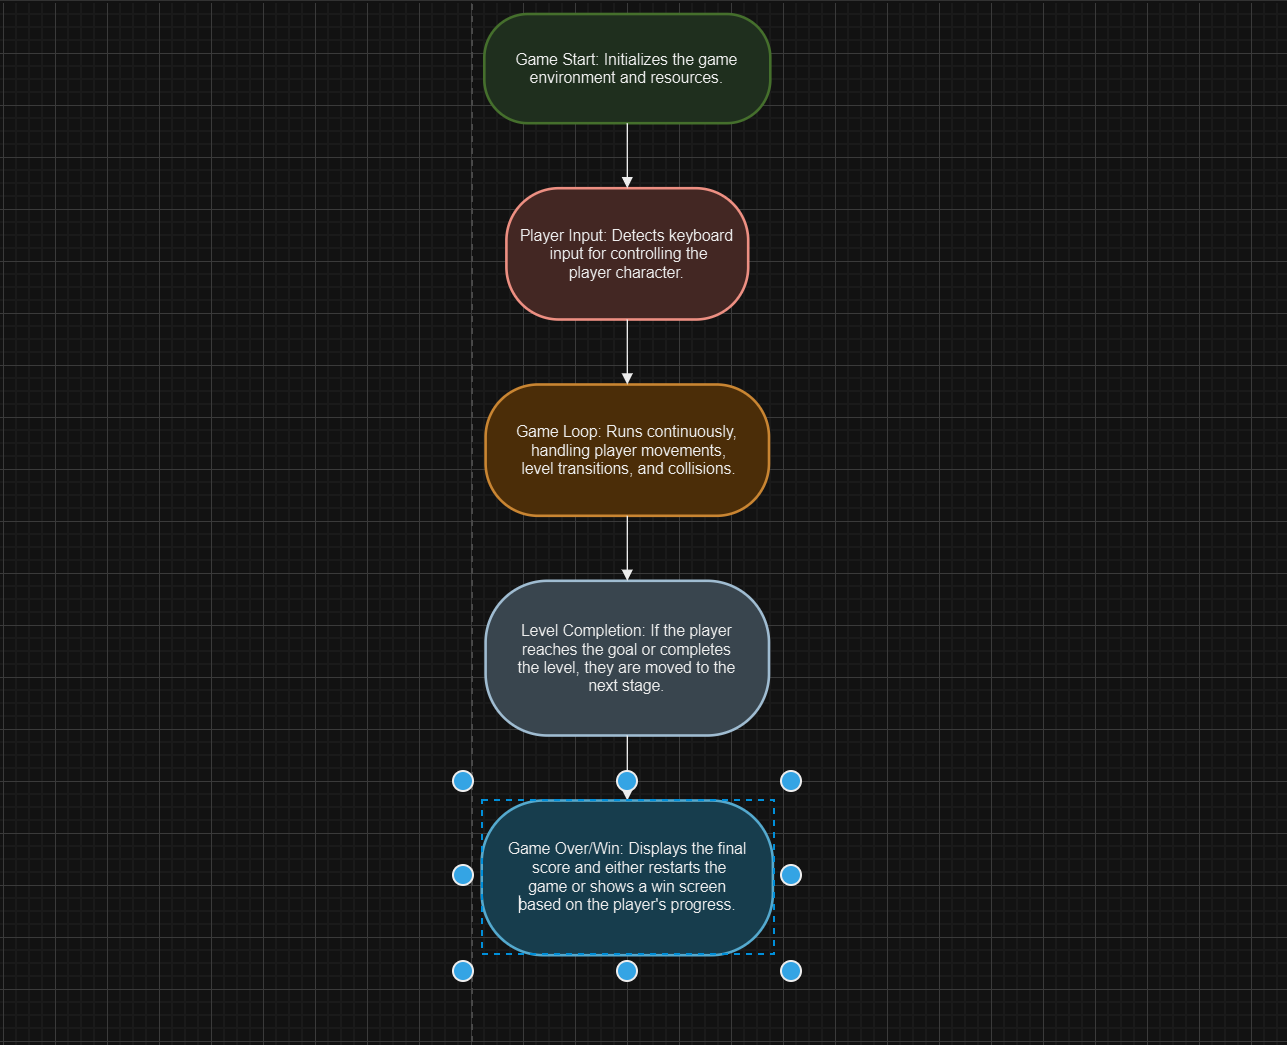 Game Start: Initializes the game
environment and resources.
Player Input: Detects keyboard
input for controlling the
player character.
Game Loop: Runs continuously,
handling player movements,
level transitions, and collisions.
Level Completion: If the player
reaches the goal or completes
the level, they are moved to the
next stage.
Game Over/Win: Displays the final
score and either restarts the
game or shows a win screen
based on the player's progress.